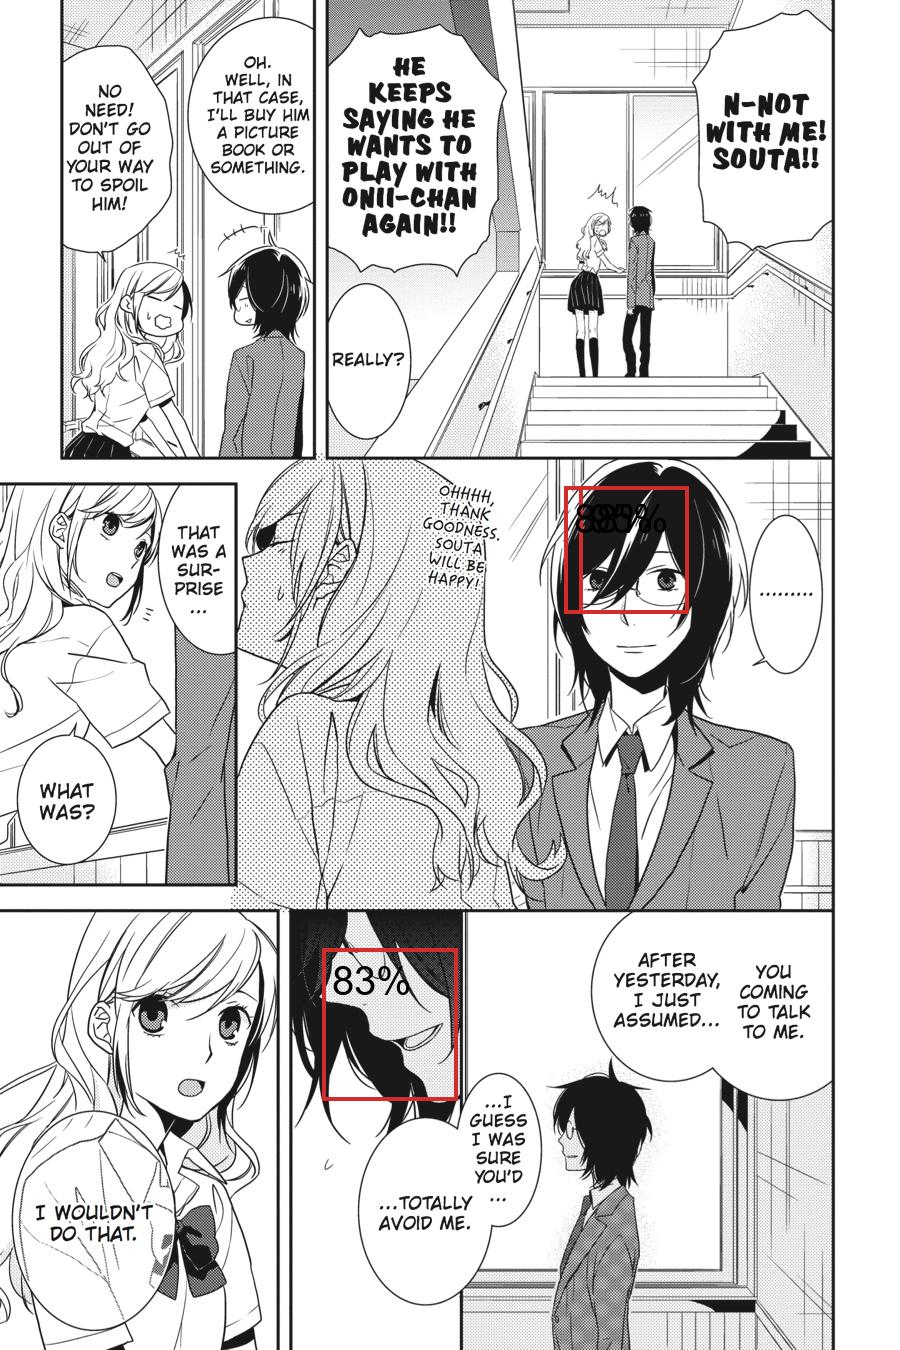 N-NOT
WITH ME!
SOUTA!!
HE
KEEPS
SAYING HE
WANTS TO
PLAY WITH
ONII-CHAN
AGAIN!!
REALLY?
OH.
WELL, IN
THAT CASE,
I'LL BUY HIM
A PICTURE
BOOK OR
SOMETHING.
NO
NEED!
DON'T GO
OUT OF
YOUR WAY
TO SPOIL
HIM!
.........
OHHHH,
THANK
GOODNESS.
SOUTA
WILL BE
HAPPY!
THAT
WAS A
SUR-
PRISE
...
WHAT
WAS?
YOU
COMING
TO TALK
TO ME.
AFTER
YESTERDAY,
I JUST
ASSUMED...
...I
GUESS
I WAS
SURE
YOU'D
...
...TOTALLY
AVOID ME.
83%
I WOULDN'T
DO THAT.